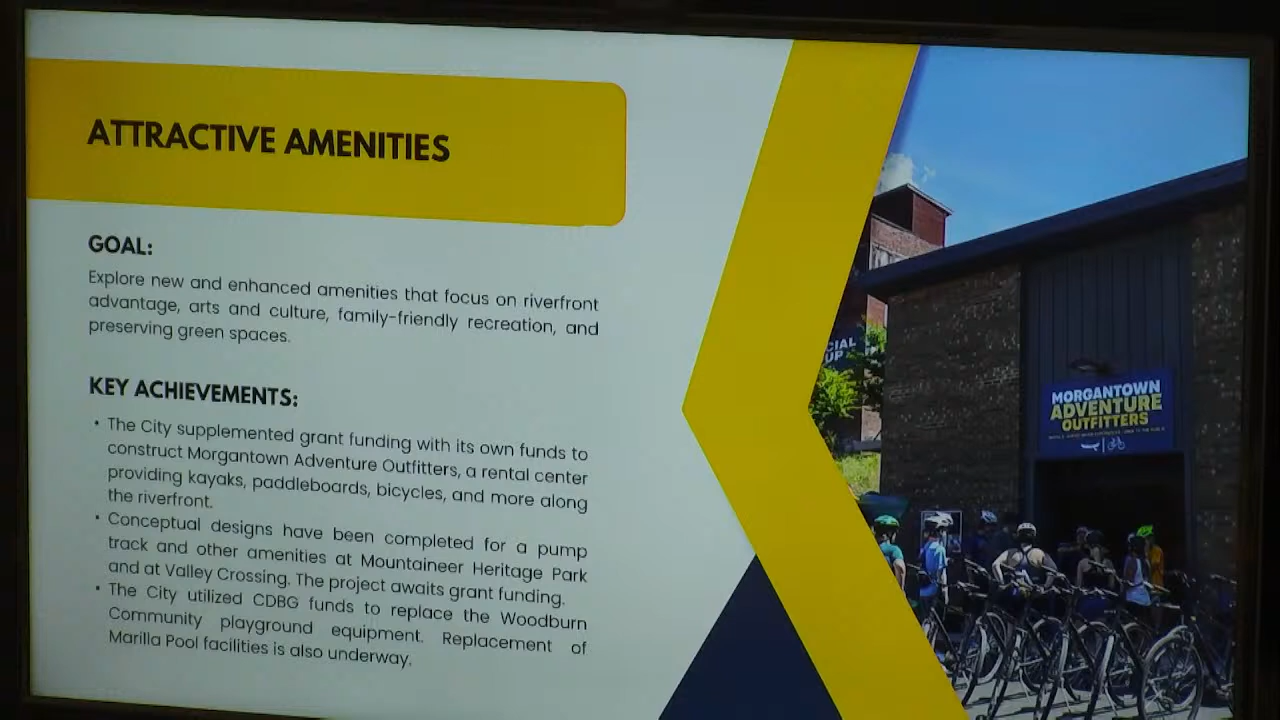 ATTRACTIVE AMENITIES
GOAL:
Explore new and enhanced amenities that focus on riverfront
advantage, arts and culture, family-friendly recreation, and
preserving green spaces.
KEY ACHIEVEMENTS:
• The City supplemented grant funding with its own funds to
construct Morgantown Adventure Outfitters, a rental center
providing kayaks, paddleboards, bicycles, and more along
the riverfront.
• Conceptual designs have been completed for a pump
track and other amenities at Mountaineer Heritage Park
and at Valley Crossing. The project awaits grant funding.
• The City utilized CDBG funds to replace the Woodburn
Community playground equipment. Replacement of
Marilla Pool facilities is also underway.
CIAL
UP
MORGANTOWN
ADVENTURE
OUTFITTERS